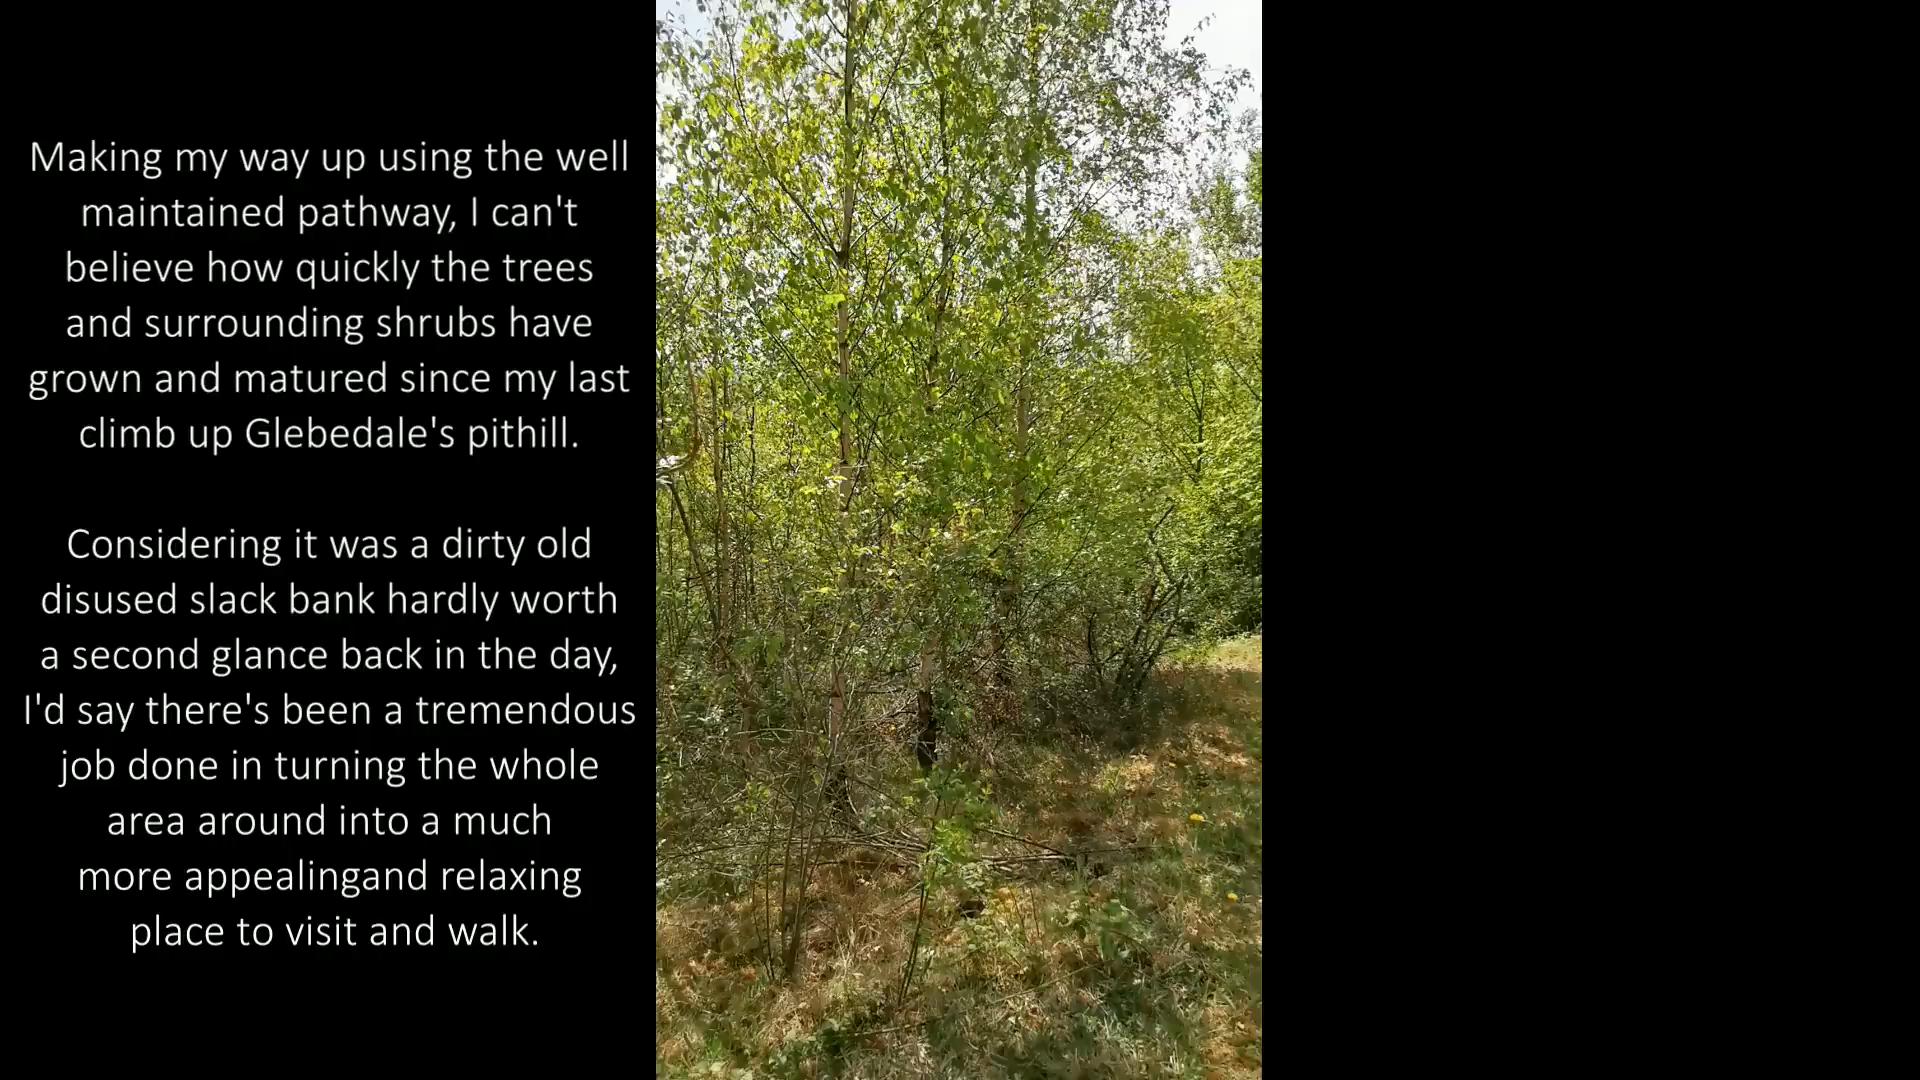 Making my way up using the well
maintained pathway, I can't
believe how quickly the trees
and surrounding shrubs have
grown and matured since my last
climb up Glebedale's pithill.
Considering it was a dirty old
disused slack bank hardly worth
a second glance back in the day,
I'd say there's been a tremendous
job done in turning the whole
area around into a much
more appealingand relaxing
place to visit and walk.